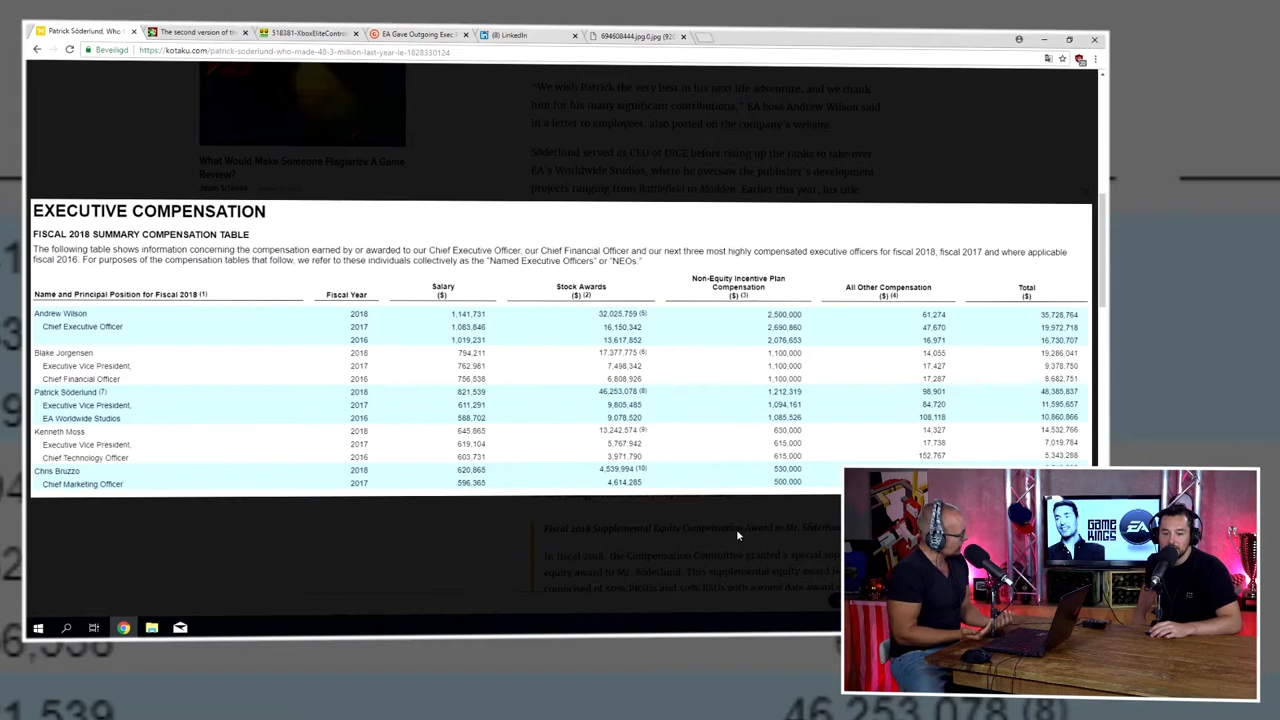 Patrick Söderlund, Who
The second version of the
518381-XboxEliteContro
EA Gave Outgoing Exec
(8) LinkedIn
694608444.jpg.0.jpg (920
Beveiligd
https://kotaku.com/patrick-soderlund-who-made-48-3-million-last-year-le-1828330124
"We wish Patrick the very best in his next life adventure, and we thank
him for his many significant contributions," EA boss Andrew Wilson said
in a letter to employees, also posted on the company's website.
What Would Make Someone Plagiarize A Game
Review?
Jason Schreier
Söderlund served as CEO of DICE before rising up the ranks to take over
EA's Worldwide Studios, where he oversaw the publisher's development
projects ranging from Battlefield to Madden. Earlier this year, his title
EXECUTIVE COMPENSATION
FISCAL 2018 SUMMARY COMPENSATION TABLE
The following table shows information concerning the compensation earned by or awarded to our Chief Executive Officer, our Chief Financial Officer and our next three most highly compensated executive officers for fiscal 2018, fiscal 2017 and where applicable
fiscal 2016. For purposes of the compensation tables that follow, we refer to these individuals collectively as the "Named Executive Officers" or "NEOs."
Name and Principal Position for Fiscal 2018 (1) Fiscal Year Salary ($) Stock Awards ($) (2) Non-Equity Incentive Plan Compensation ($) (3) All Other Compensation ($) (4) Total ($)
Andrew Wilson 2018 1,141,731 32,025,759 (5) 2,500,000 61,274 35,728,764
Chief Executive Officer 2017 1,083,846 16,150,342 2,690,860 47,670 19,972,718
2016 1,019,231 13,617,852 2,076,653 16,971 16,730,707
Blake Jorgensen 2018 794,211 17,377,775 (6) 1,100,000 14,055 19,286,041
Executive Vice President, 2017 762,981 7,498,342 1,100,000 17,427 9,378,750
Chief Financial Officer 2016 756,538 6,808,926 1,100,000 17,287 8,682,751
Patrick Söderlund (7) 2018 821,539 46,253,078 (8) 1,212,319 98,901 48,385,837
Executive Vice President, 2017 611,291 9,805,485 1,094,161 84,720 11,595,657
EA Worldwide Studios 2016 588,702 9,078,520 1,085,526 108,118 10,860,866
Kenneth Moss 2018 645,865 13,242,574 (9) 630,000 14,327 14,532,766
Executive Vice President, 2017 619,104 5,767,942 615,000 17,738 7,019,784
Chief Technology Officer 2016 603,731 3,971,790 615,000 152,767 5,343,288
Chris Bruzzo 2018 620,865 4,539,994 (10) 530,000
Chief Marketing Officer 2017 596,365 4,614,285 500,000
Fiscal 2018 Supplemental Equity Compensation Award to Mr. Söderlun
In fiscal 2018, the Compensation Committee granted a special sup
equity award to Mr. Söderlund. This supplemental equity award is
comprised of 50% PRSUs and 50% RSUs with a grant date award
GAME
KINGS
EA
1,539
46,253,078 (8)